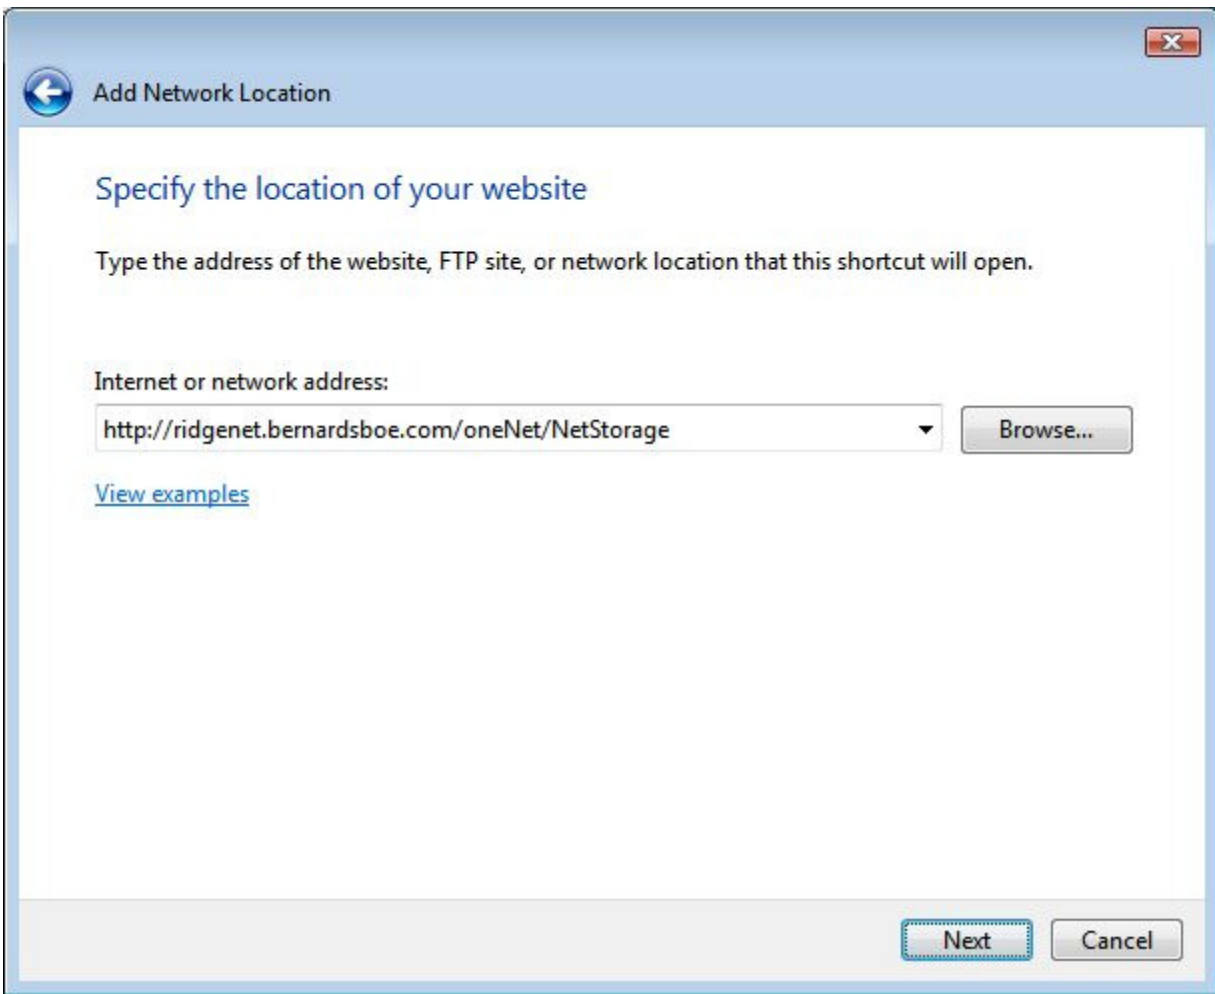 Add Network Location
Specify the location of your website
Type the address of the website, FTP site, or network location that this shortcut will open.
Internet or network address:
http://ridgenet.bernardsboe.com/oneNet/NetStorage
Browse...
View examples
Next
Cancel